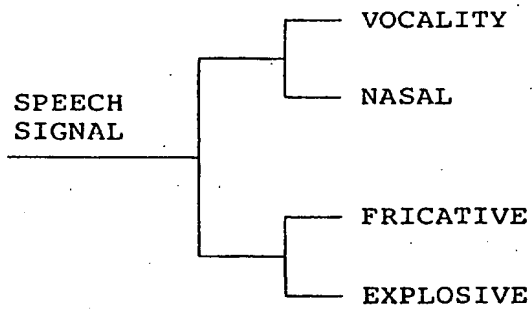 VOCALITY
NASAL
SPEECH
SIGNAL
FRICATIVE
EXPLOSIVE